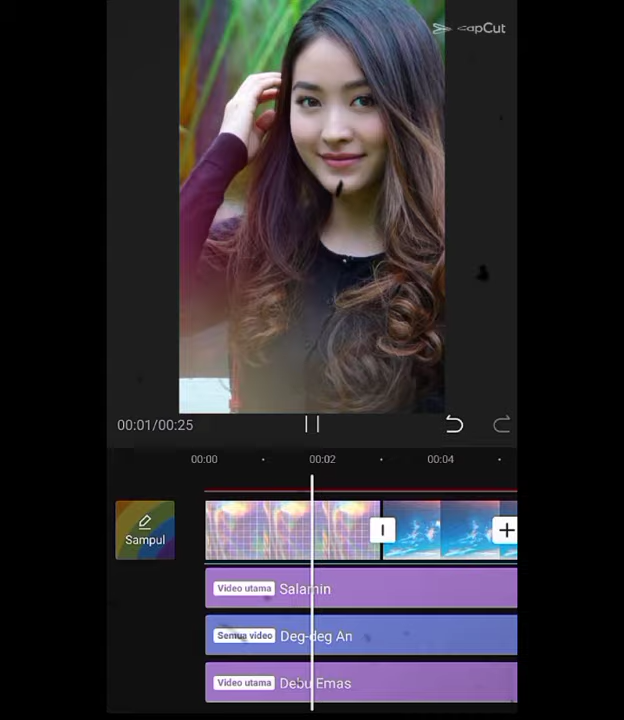 CapCut
00:01/00:25
00:00 00:02 00:04
Sampul
Video utama Salamin
Semua video Deg-deg An
Video utama Debu Emas